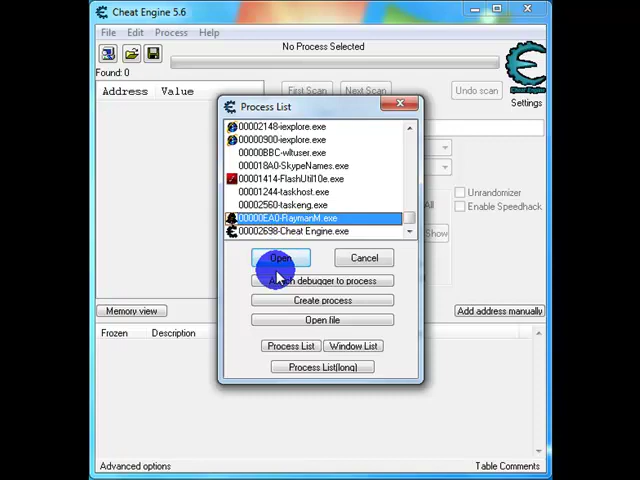 Cheat Engine 5.6
File Edit Process Help
No Process Selected
Found: 0
Address Value
First Scan Next Scan Undo scan
Settings
Process List
00002148-iexplore.exe
00000900-iexplore.exe
00000BBC-wltuser.exe
000018A0-SkypeNames.exe
00001414-FlashUtil10e.exe
00001244-taskhost.exe
00002560-taskeng.exe
00000EA0-RaymanM.exe
00002698-Cheat Engine.exe
Show
Unrandomizer
Enable Speedhack
Open Cancel
debugger to process
Create process
Open file
Process List Window List
Process List(long)
Memory view Add address manually
Frozen Description
Advanced options Table Comments